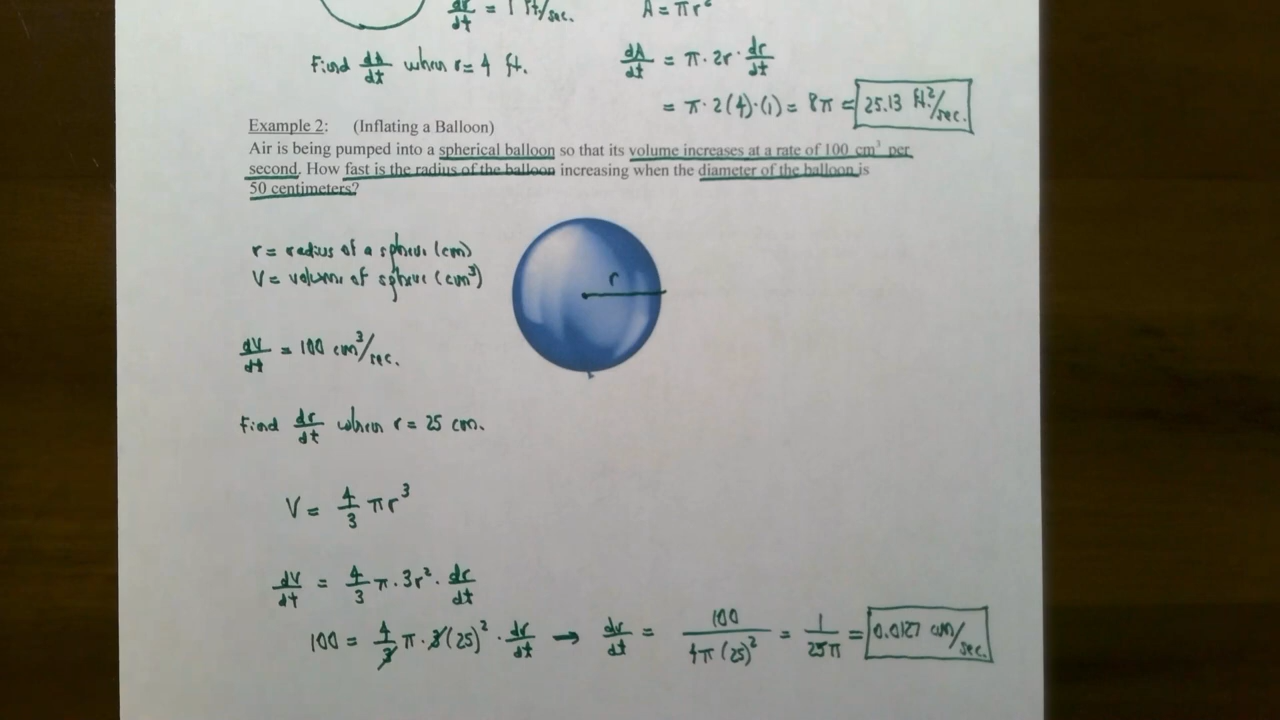 dr/dt = 1 ft/sec. A = πr²
Find dA/dt when r = 4 ft. dA/dt = π · 2r · dr/dt
= π · 2(4) · (1) = 8π = 25.13 ft.²/sec.
Example 2: (Inflating a Balloon)
Air is being pumped into a spherical balloon so that its volume increases at a rate of 100 cm³ per
second. How fast is the radius of the balloon increasing when the diameter of the balloon is
50 centimeters?
r = radius of a sphere (cm)
V = volume of sphere (cm³)
r
dV/dt = 100 cm³/sec.
Find dr/dt when r = 25 cm.
V = 4/3 πr³
dV/dt = 4/3 π · 3r² · dr/dt
100 = 4/3 π · 3(25)² · dr/dt → dr/dt = 100/4π(25)² = 1/25π = 0.0127 cm/sec.